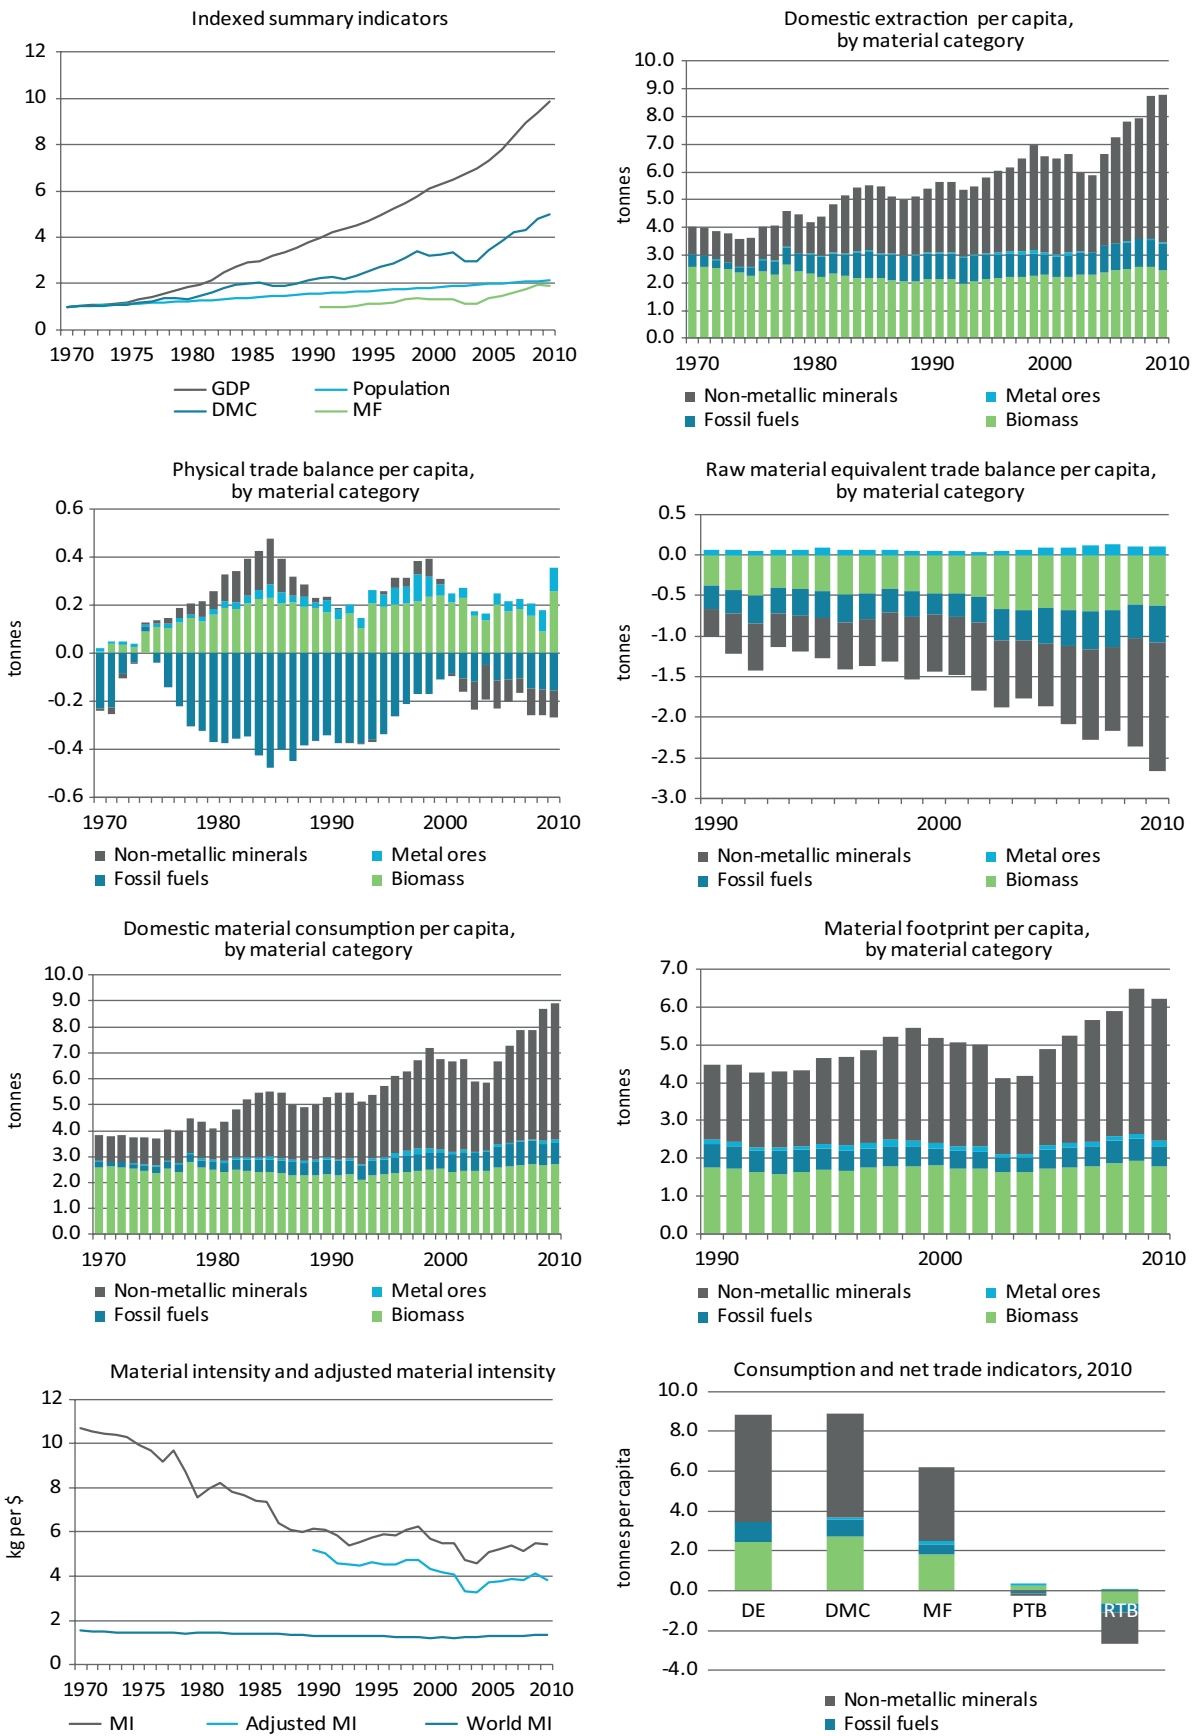 Indexed summary indicators
12
10
8
6
4
2
0
1970 1975 1980 1985 1990 1995 2000 2005 2010
GDP Population
DMC MF
Domestic extraction per capita,
by material category
tonnes
10.0
9.0
8.0
7.0
6.0
5.0
4.0
3.0
2.0
1.0
0.0
1970 1980 1990 2000 2010
Non-metallic minerals Metal ores
Fossil fuels Biomass
Physical trade balance per capita,
by material category
tonnes
0.6
0.4
0.2
0.0
-0.2
-0.4
-0.6
1970 1980 1990 2000 2010
Non-metallic minerals Metal ores
Fossil fuels Biomass
Raw material equivalent trade balance per capita,
by material category
tonnes
0.5
0.0
-0.5
-1.0
-1.5
-2.0
-2.5
-3.0
1990 2000 2010
Non-metallic minerals Metal ores
Fossil fuels Biomass
Domestic material consumption per capita,
by material category
tonnes
10.0
9.0
8.0
7.0
6.0
5.0
4.0
3.0
2.0
1.0
0.0
1970 1980 1990 2000 2010
Non-metallic minerals Metal ores
Fossil fuels Biomass
Material footprint per capita,
by material category
tonnes
7.0
6.0
5.0
4.0
3.0
2.0
1.0
0.0
1990 2000 2010
Non-metallic minerals Metal ores
Fossil fuels Biomass
Material intensity and adjusted material intensity
kg per $
12
10
8
6
4
2
0
1970 1975 1980 1985 1990 1995 2000 2005 2010
MI Adjusted MI World MI
Consumption and net trade indicators, 2010
tonnes per capita
10.0
8.0
6.0
4.0
2.0
0.0
-2.0
-4.0
DE DMC MF PTB RTB
Non-metallic minerals
Fossil fuels